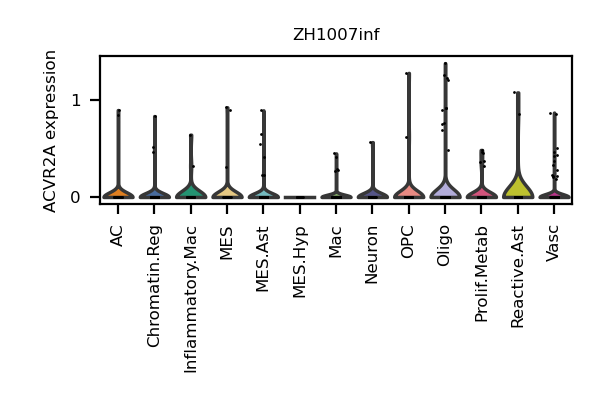 ZH1007inf
ACVR2A expression
1
0
AC
Chromatin.Reg
Inflammatory.Mac
MES
MES.Ast
MES.Hyp
Mac
Neuron
OPC
Oligo
Prolif.Metab
Reactive.Ast
Vasc